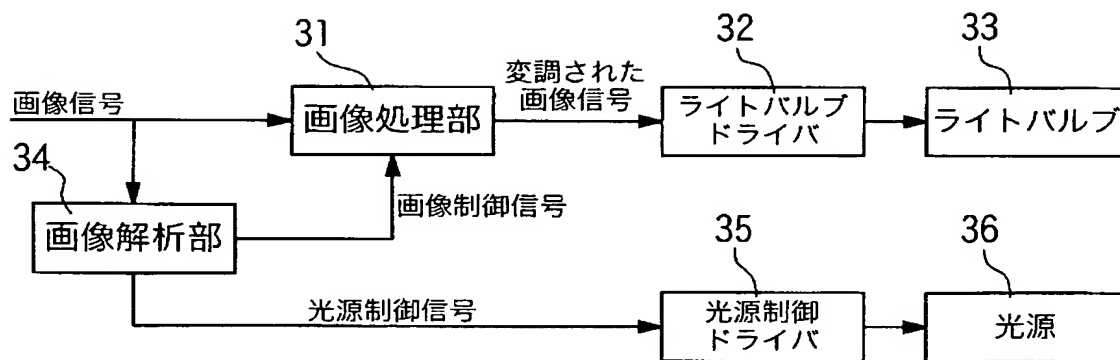 31
32
33
画像信号
変調された
画像信号
画像処理部
ライトバルブ
ドライバ
ライトバルブ
34
画像制御信号
画像解析部
35
36
光源制御信号
光源制御
ドライバ
光源